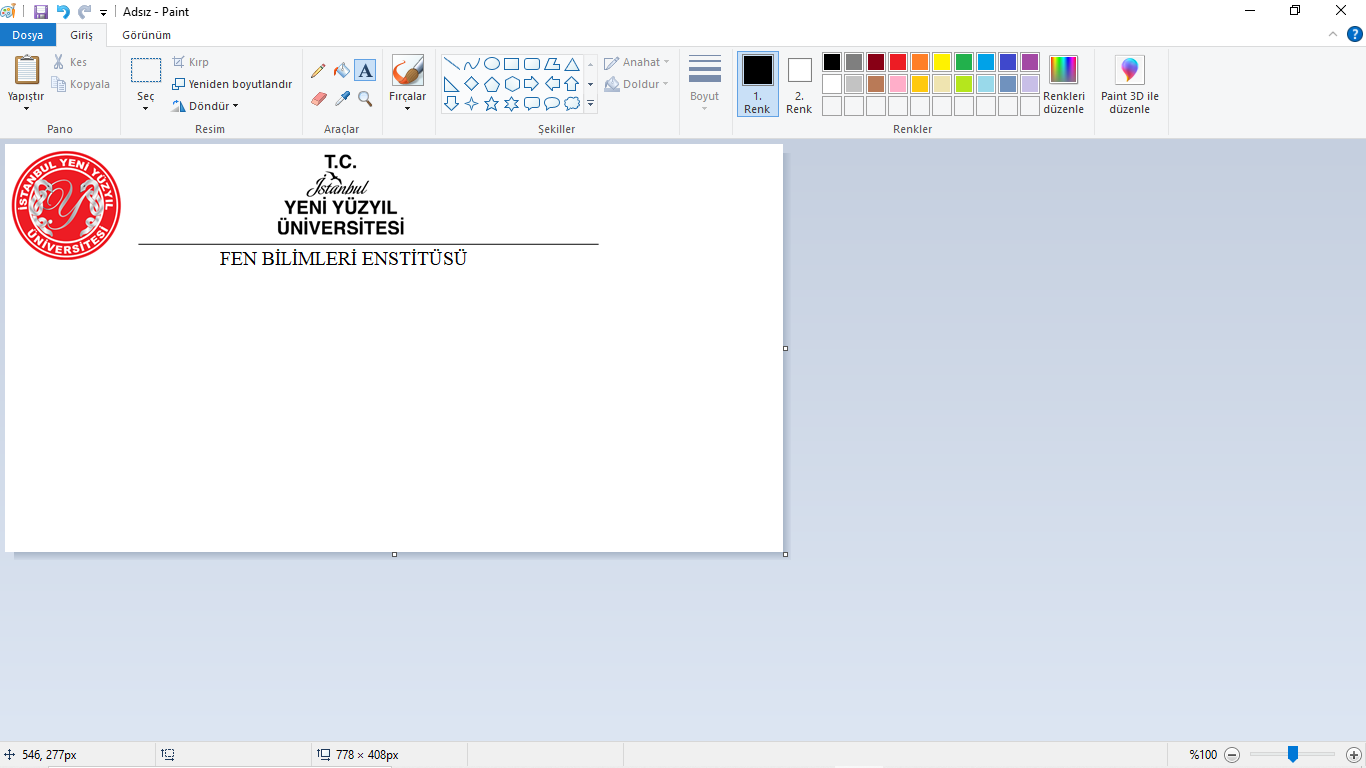 Adsız - Paint
Dosya Giriş Görünüm
Yapıştır
Kes
Kopyala
Pano
Seç
Kırp
Yeniden boyutlandır
Döndür
Resim
Araçlar
Fırçalar
Şekiller
Anahat
Doldur
Boyut
1. Renk
2. Renk
Renkleri düzenle
Renkler
Paint 3D ile düzenle
İSTANBUL YENİ YÜZYIL
ÜNİVERSİTESİ
T.C.
İstanbul
YENİ YÜZYIL
ÜNİVERSİTESİ
FEN BİLİMLERİ ENSTİTÜSÜ
546, 277px
778 × 408px
%100